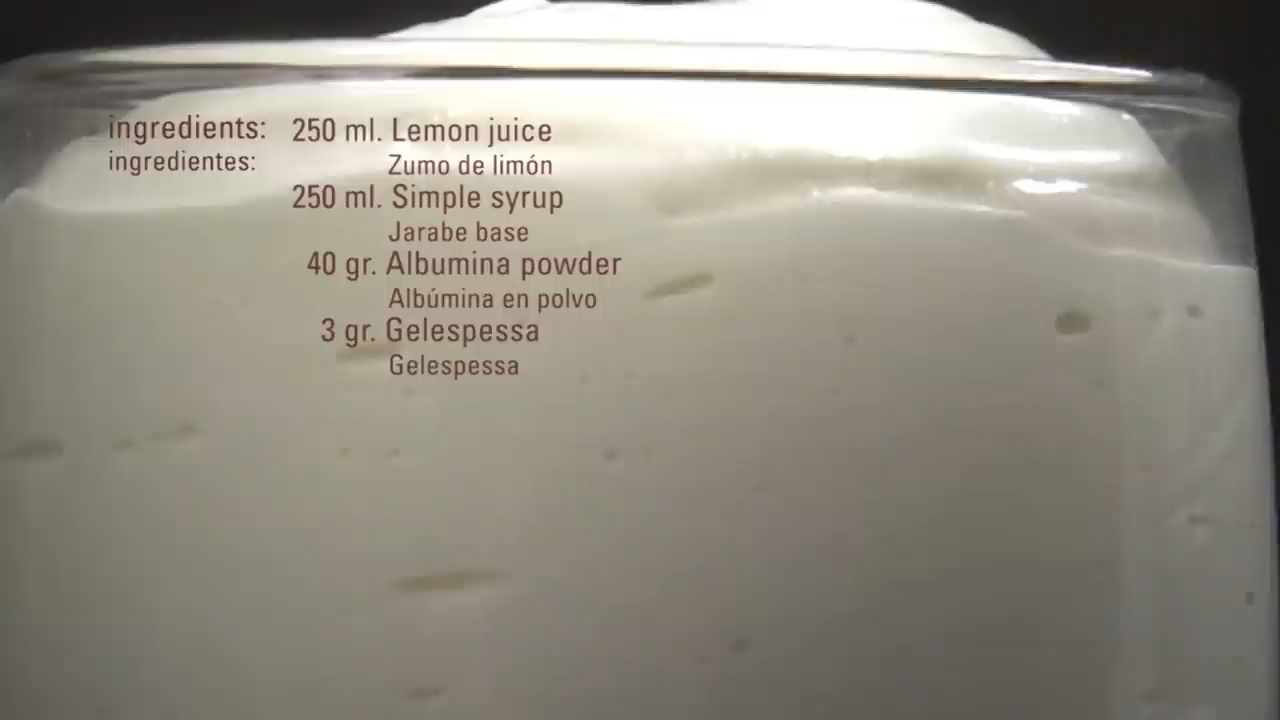 ingredients: 250 ml. Lemon juice
ingredientes: Zumo de limón
250 ml. Simple syrup
Jarabe base
40 gr. Albumina powder
Albúmina en polvo
3 gr. Gelespessa
Gelespessa